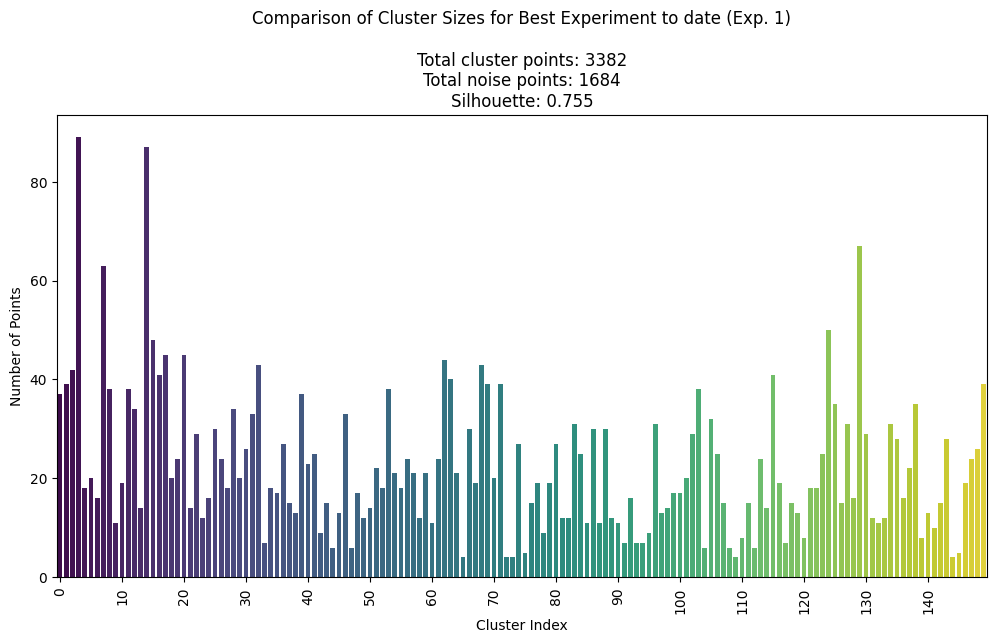 Comparison of Cluster Sizes for Best Experiment to date (Exp. 1)
Total cluster points: 3382
Total noise points: 1684
Silhouette: 0.755
Number of Points
80
60
40
20
0
0 10 20 30 40 50 60 70 80 90 100 110 120 130 140
Cluster Index